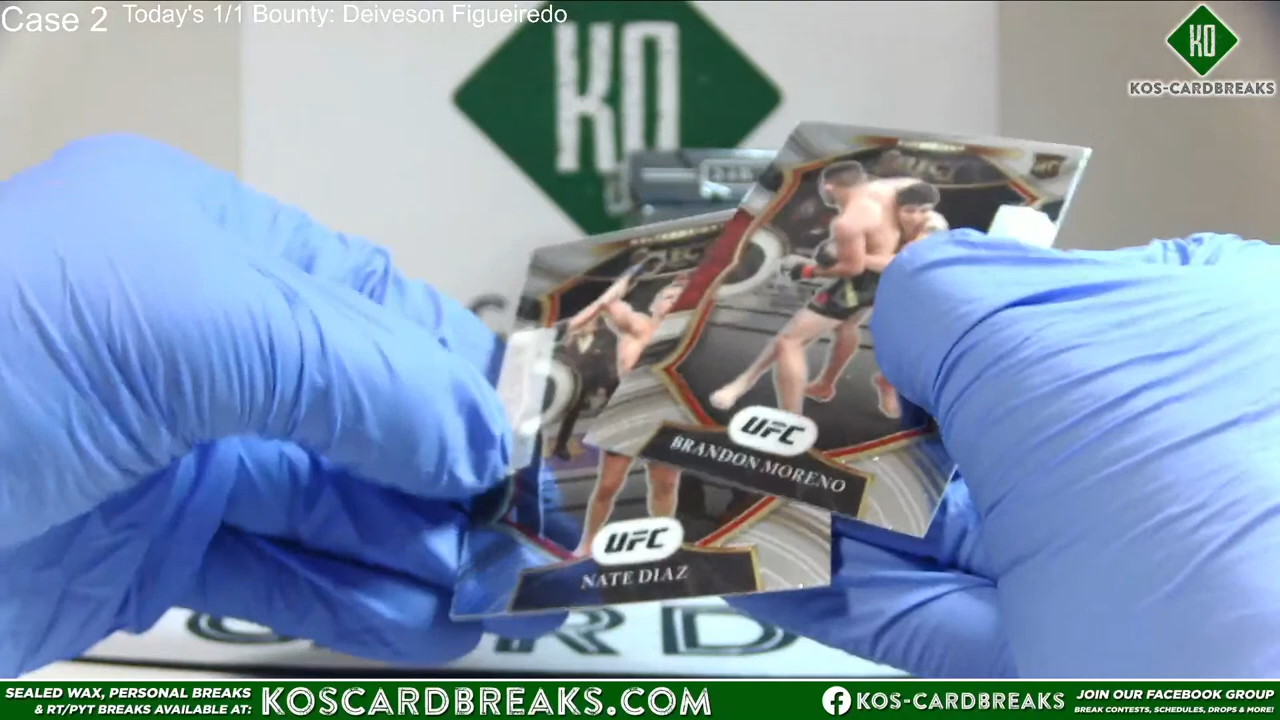 Case 2
Today's 1/1 Bounty: Deiveson Figueiredo
KO
KO
KOS-CARDBREAKS
RC
UFC
BRANDON MORENO
UFC
NATE DIAZ
SEALED WAX, PERSONAL BREAKS
& RT/PYT BREAKS AVAILABLE AT:
KOSCARDBREAKS.COM
KOS-CARDBREAKS
JOIN OUR FACEBOOK GROUP
BREAK CONTESTS, SCHEDULES, DROPS & MORE!